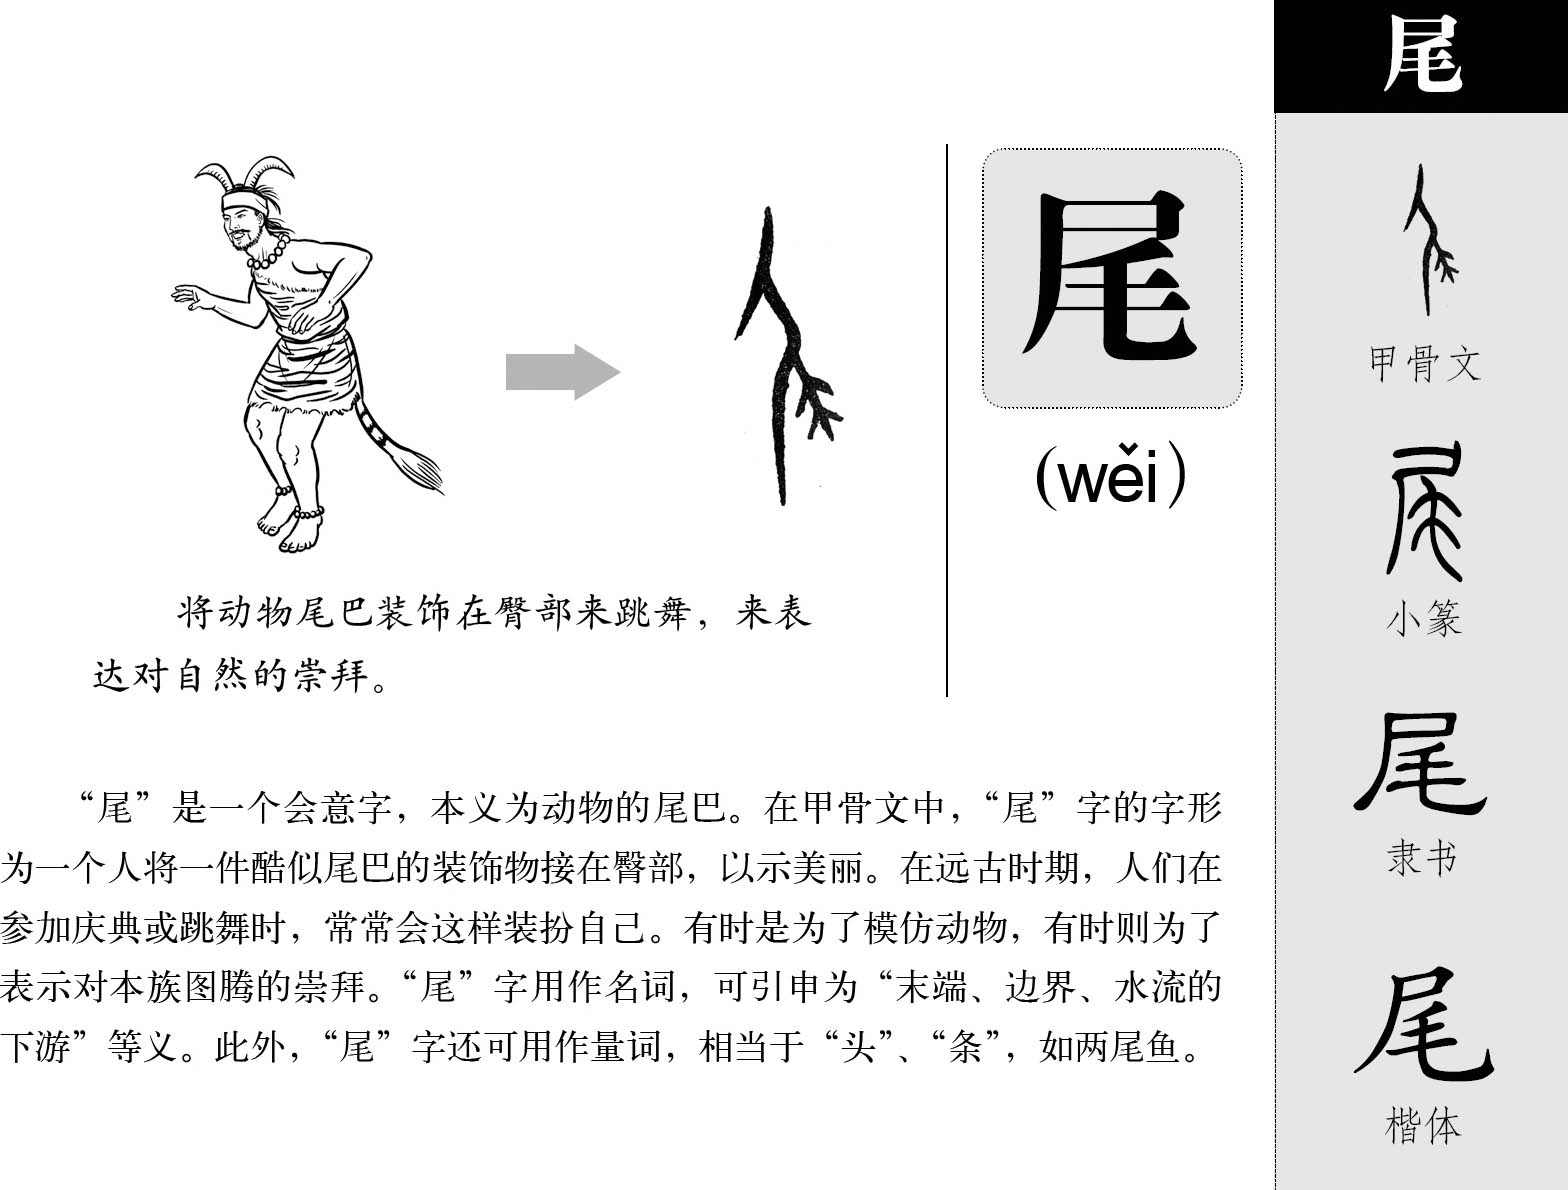 尾
(wěi)
将动物尾巴装饰在臀部来跳舞，来表
达对自然的崇拜。
“尾”是一个会意字，本义为动物的尾巴。在甲骨文中，“尾”字的字形
为一个人将一件酷似尾巴的装饰物接在臀部，以示美丽。在远古时期，人们在
参加庆典或跳舞时，常常会这样装扮自己。有时是为了模仿动物，有时则为了
表示对本族图腾的崇拜。“尾”字用作名词，可引申为“末端、边界、水流的
下游”等义。此外，“尾”字还可用作量词，相当于“头”、“条”，如两尾鱼。
尾
尾
甲骨文
尾
小篆
尾
隶书
尾
楷体